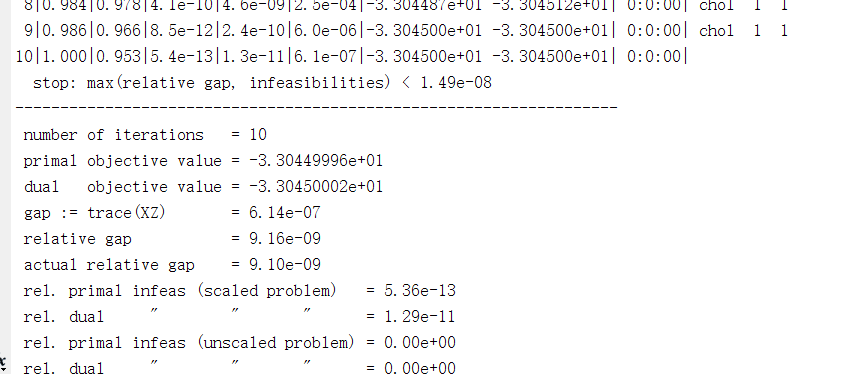 8|0.984|0.978|4.1e-10|4.6e-09|2.5e-04|-3.304487e+01 -3.304512e+01| 0:0:00| chol 1 1
9|0.986|0.966|8.5e-12|2.4e-10|6.0e-06|-3.304500e+01 -3.304500e+01| 0:0:00| chol 1 1
10|1.000|0.953|5.4e-13|1.3e-11|6.1e-07|-3.304500e+01 -3.304500e+01| 0:0:00|
stop: max(relative gap, infeasibilities) < 1.49e-08
-------------------------------------------------------------------
number of iterations = 10
primal objective value = -3.30449996e+01
dual objective value = -3.30450002e+01
gap := trace(XZ) = 6.14e-07
relative gap = 9.16e-09
actual relative gap = 9.10e-09
rel. primal infeas (scaled problem) = 5.36e-13
rel. dual " " " = 1.29e-11
rel. primal infeas (unscaled problem) = 0.00e+00
rel. dual " " " = 0.00e+00